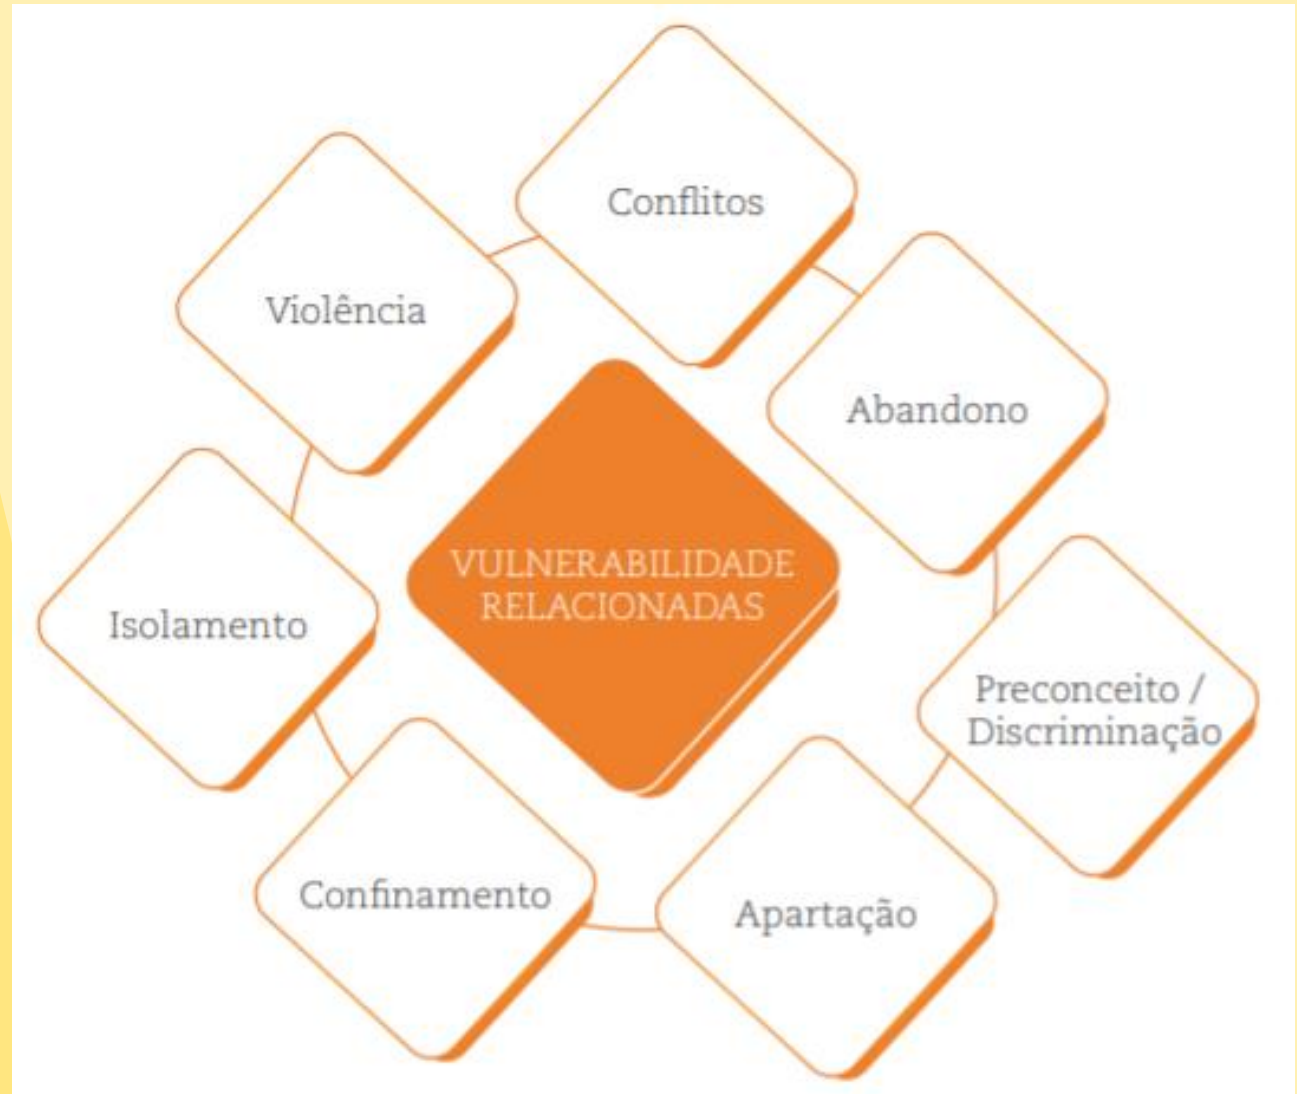 Conflitos
Violência
Abandono
VULNERABILIDADE
RELACIONADAS
Isolamento
Preconceito /
Discriminação
Confinamento
Apartação